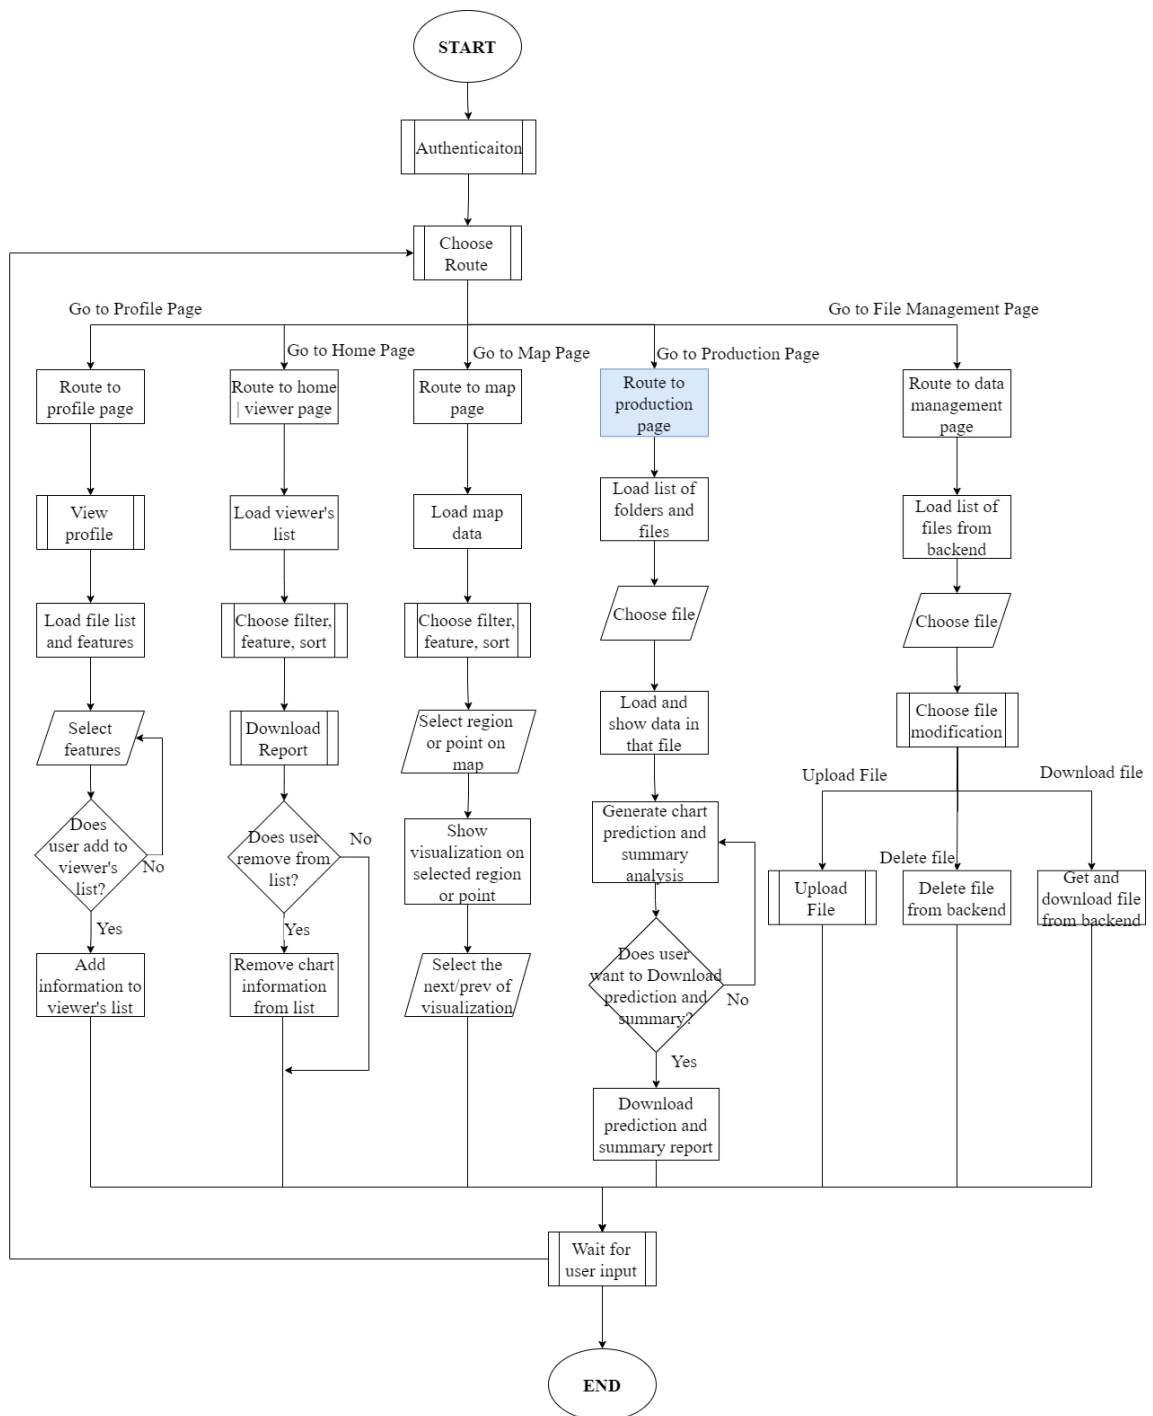 START
Authenticaiton
Choose
Route
Go to Profile Page
Go to File Management Page
Go to Home Page
Go to Map Page
Go to Production Page
Route to
profile page
Route to home
| viewer page
Route to map
page
Route to
production
page
Route to data
management
page
View
profile
Load viewer's
list
Load map
data
Load list of
folders and
files
Load list of
files from
backend
Load file list
and features
Choose filter,
feature, sort
Choose filter,
feature, sort
Choose file
Choose file
Select
features
Download
Report
Select region
or point on
map
Load and
show data in
that file
Choose file
modification
Upload File
Download file
Does
user add to
viewer's
list?
No
Does user
remove from
list?
No
Show
visualization on
selected region
or point
Generate chart
prediction and
summary
analysis
Delete file
Upload
File
Delete file
from backend
Get and
download file
from backend
Yes
Yes
Add
information to
viewer's list
Remove chart
information
from list
Select the
next/prev of
visualization
Does user
want to Download
prediction and
summary?
No
Yes
Download
prediction and
summary report
Wait for
user input
END